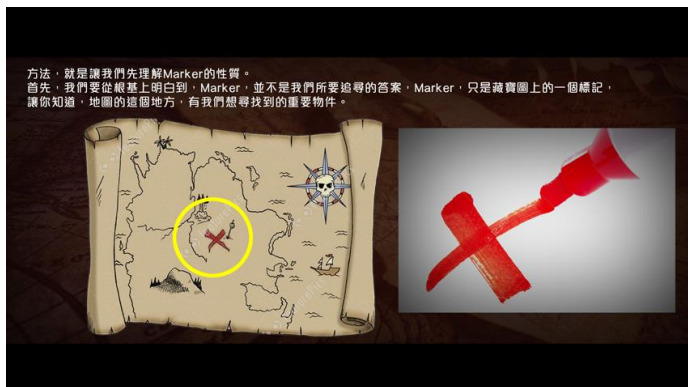 方法，就是讓我們先理解Marker的性質。
首先，我們要從根基上明白到，Marker，並不是我們所要追尋的答案，Marker，只是藏寶圖上的一個標記，
讓你知道，地圖的這個地方，有我們想尋找到的重要物件。